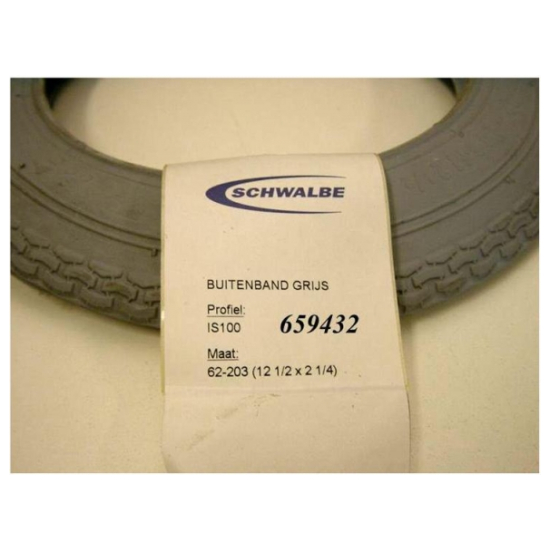 SCHWALBE
BUITENBAND GRIJS
Profiel:
IS100 659432
Maat:
62-203 (12 1/2 x 2 1/4)